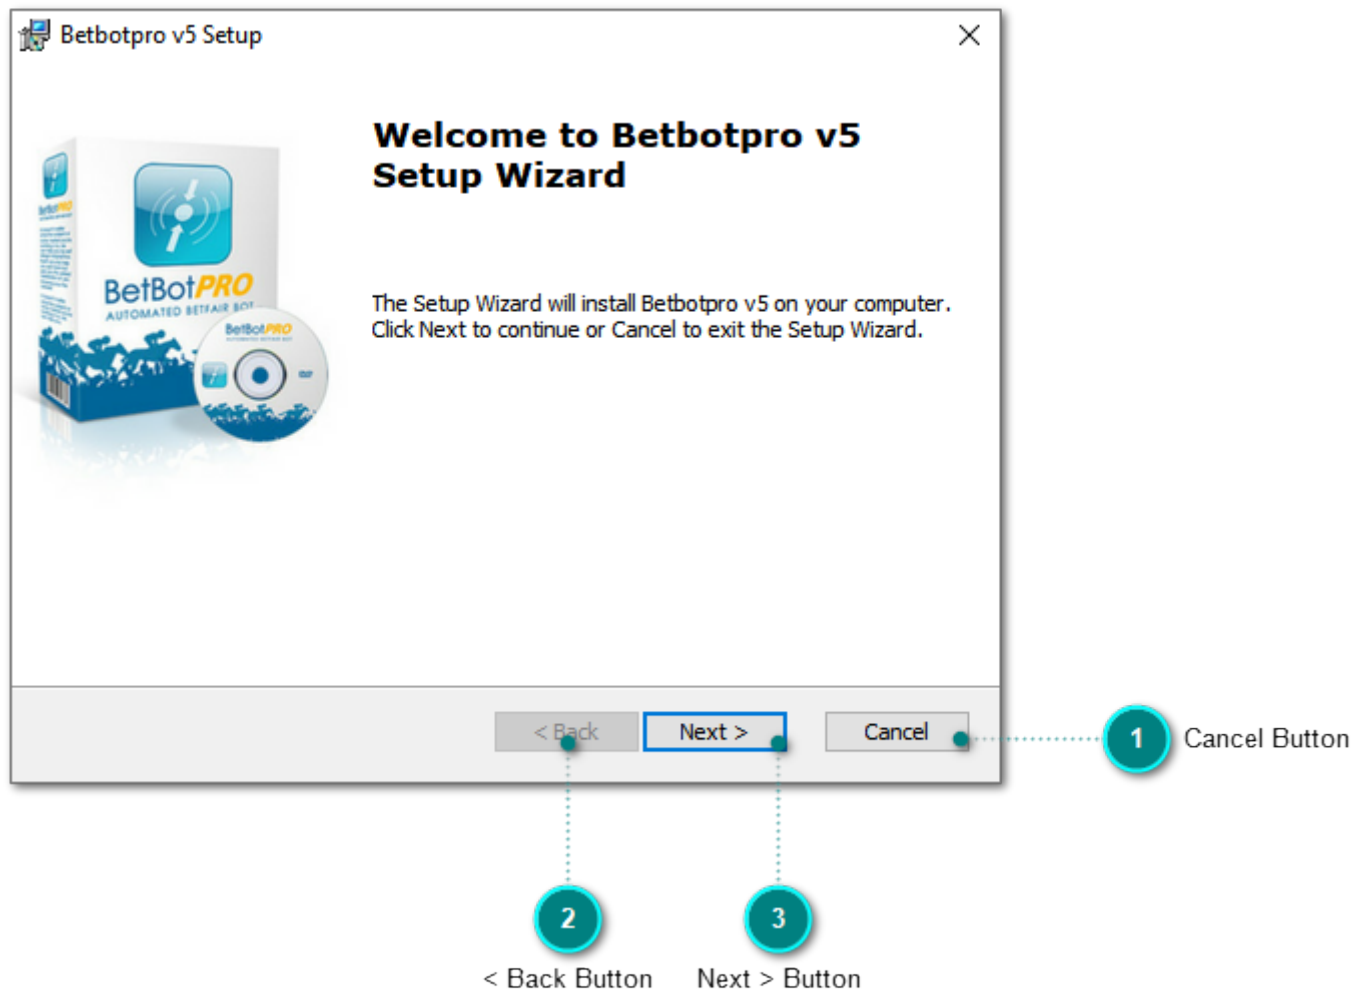 Betbotpro v5 Setup
Welcome to Betbotpro v5
Setup Wizard
BetBotPRO
AUTOMATED BETFAIR BOT
BetBotPRO
The Setup Wizard will install Betbotpro v5 on your computer.
Click Next to continue or Cancel to exit the Setup Wizard.
< Back
Next >
Cancel
1
Cancel Button
2
3
< Back Button
Next > Button